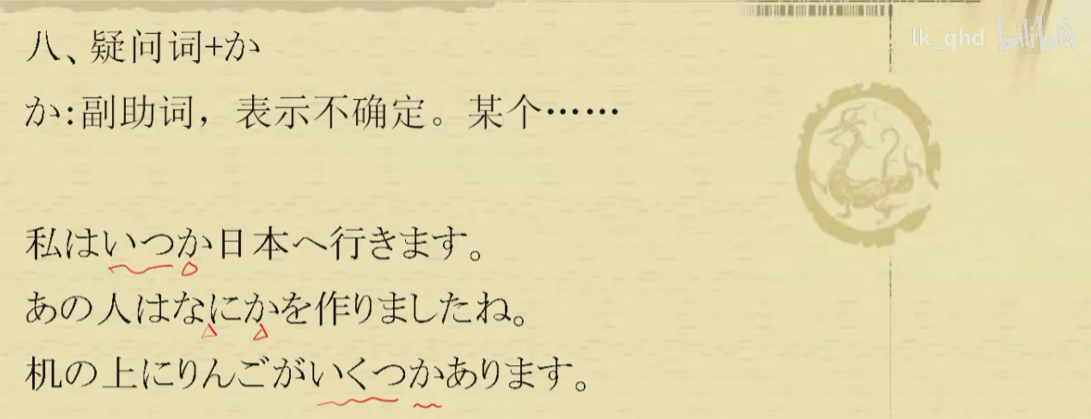 lk_qhd bilibili
八、疑问词+か
か:副助词，表示不确定。某个……
私はいつか日本へ行きます。
あの人はなにかを作りましたね。
机の上にりんごがいくつかあります。